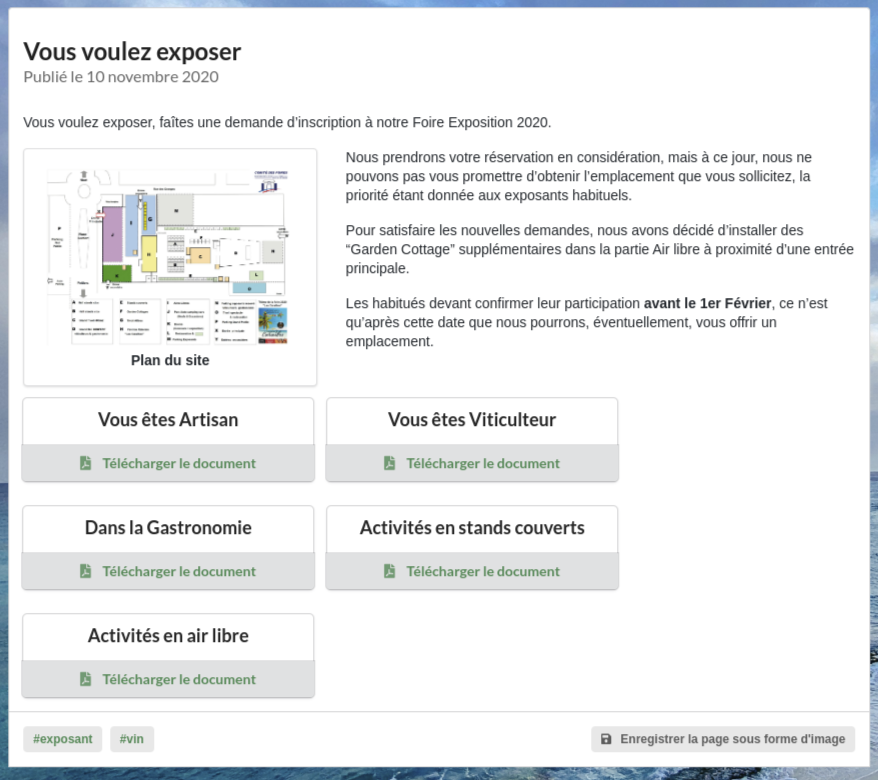 Vous voulez exposer
Publié le 10 novembre 2020
Vous voulez exposer, faîtes une demande d’inscription à notre Foire Exposition 2020.
Plan du site
Nous prendrons votre réservation en considération, mais à ce jour, nous ne
pouvons pas vous promettre d’obtenir l’emplacement que vous sollicitez, la
priorité étant donnée aux exposants habituels.
Pour satisfaire les nouvelles demandes, nous avons décidé d’installer des
“Garden Cottage” supplémentaires dans la partie Air libre à proximité d’une entrée
principale.
Les habitués devant confirmer leur participation avant le 1er Février, ce n’est
qu’après cette date que nous pourrons, éventuellement, vous offrir un
emplacement.
Vous êtes Artisan
Télécharger le document
Vous êtes Viticulteur
Télécharger le document
Dans la Gastronomie
Télécharger le document
Activités en stands couverts
Télécharger le document
Activités en air libre
Télécharger le document
#exposant
#vin
Enregistrer la page sous forme d'image